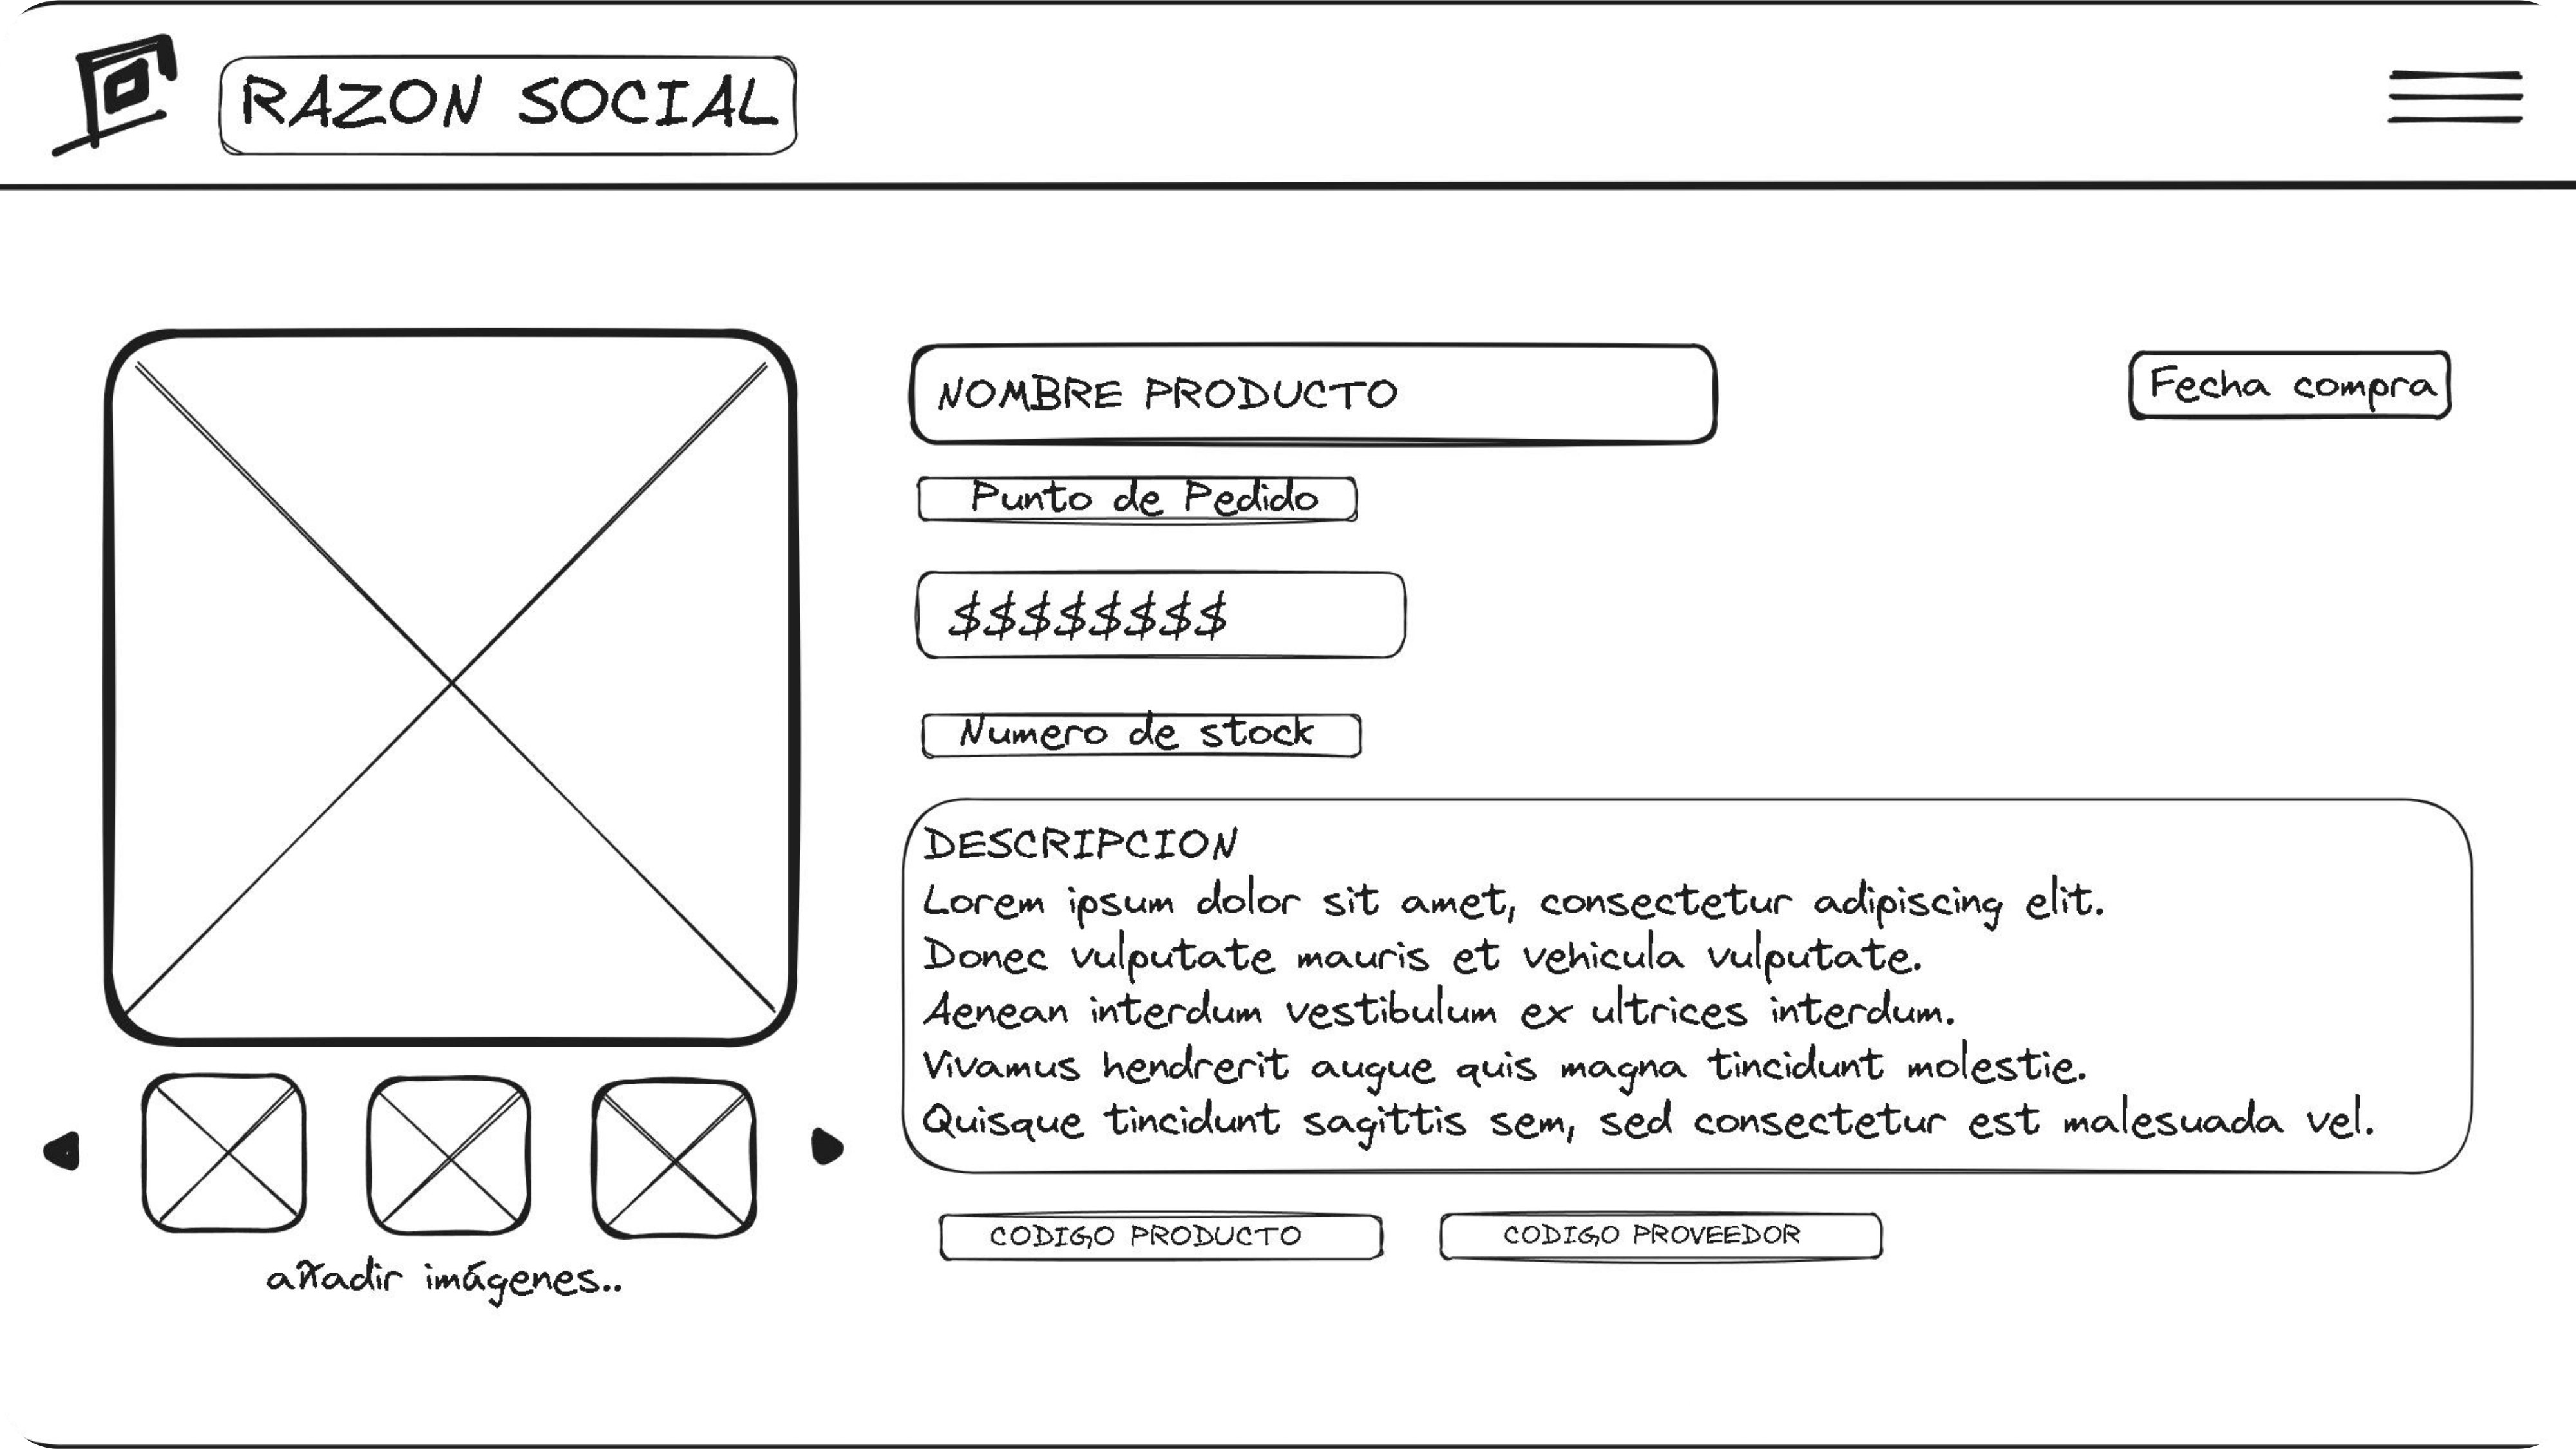 RAZON SOCIAL
NOMBRE PRODUCTO
Fecha compra
Punto de Pedido
$$$$$$$$
Numero de stock
DESCRIPCION
Lorem ipsum dolor sit amet, consectetur adipiscing elit.
Donec vulputate mauris et vehicula vulputate.
Aenean interdum vestibulum ex ultrices interdum.
Vivamus hendrerit augue quis magna tincidunt molestie.
Quisque tincidunt sagittis sem, sed consectetur est malesuada vel.
CODIGO PRODUCTO
CODIGO PROVEEDOR
añadir imágenes..